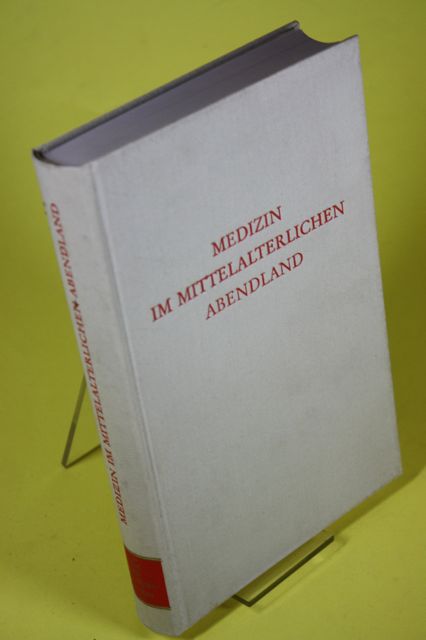 MEDIZIN
IM MITTELALTERLICHEN
ABENDLAND
MEDIZIN IM MITTELALTERLICHEN ABENDLAND